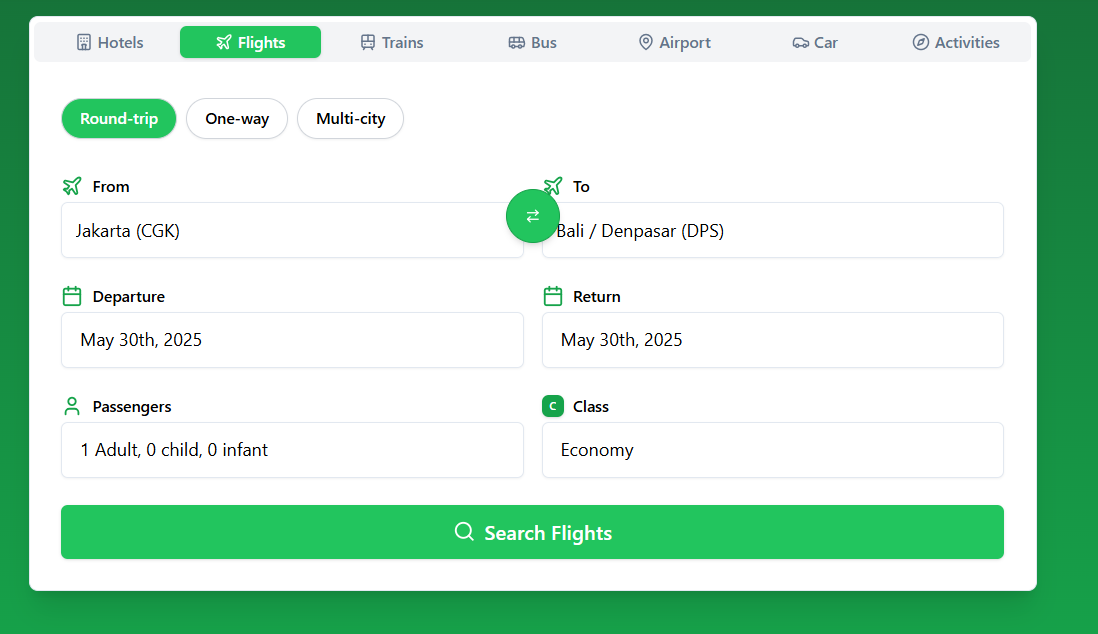 Hotels Flights Trains Bus Airport Car Activities
Round-trip One-way Multi-city
From To
Jakarta (CGK) Bali / Denpasar (DPS)
Departure Return
May 30th, 2025 May 30th, 2025
Passengers C Class
1 Adult, 0 child, 0 infant Economy
Search Flights